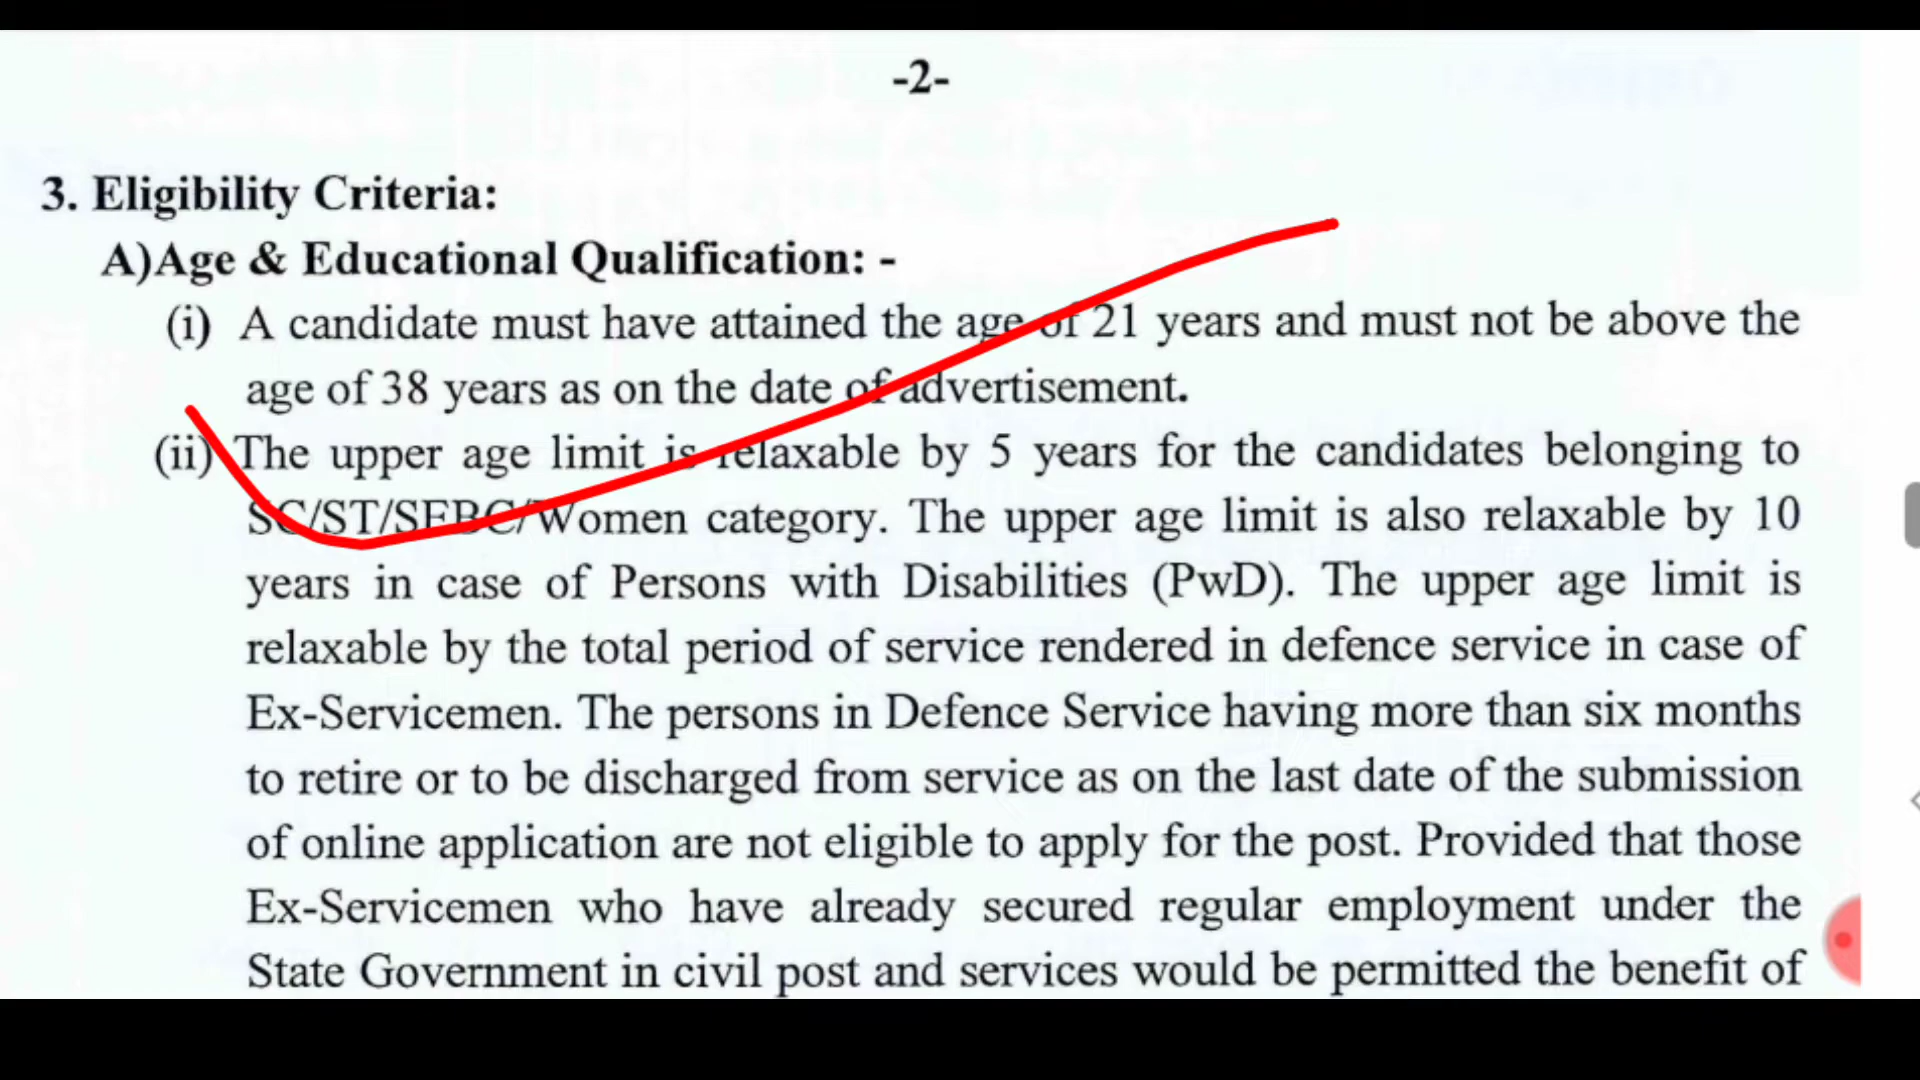 -2-
3. Eligibility Criteria:
A)Age & Educational Qualification: -
(i) A candidate must have attained the age of 21 years and must not be above the
age of 38 years as on the date of advertisement.
(ii) The upper age limit is relaxable by 5 years for the candidates belonging to
SC/ST/SEBC/Women category. The upper age limit is also relaxable by 10
years in case of Persons with Disabilities (PwD). The upper age limit is
relaxable by the total period of service rendered in defence service in case of
Ex-Servicemen. The persons in Defence Service having more than six months
to retire or to be discharged from service as on the last date of the submission
of online application are not eligible to apply for the post. Provided that those
Ex-Servicemen who have already secured regular employment under the
State Government in civil post and services would be permitted the benefit of